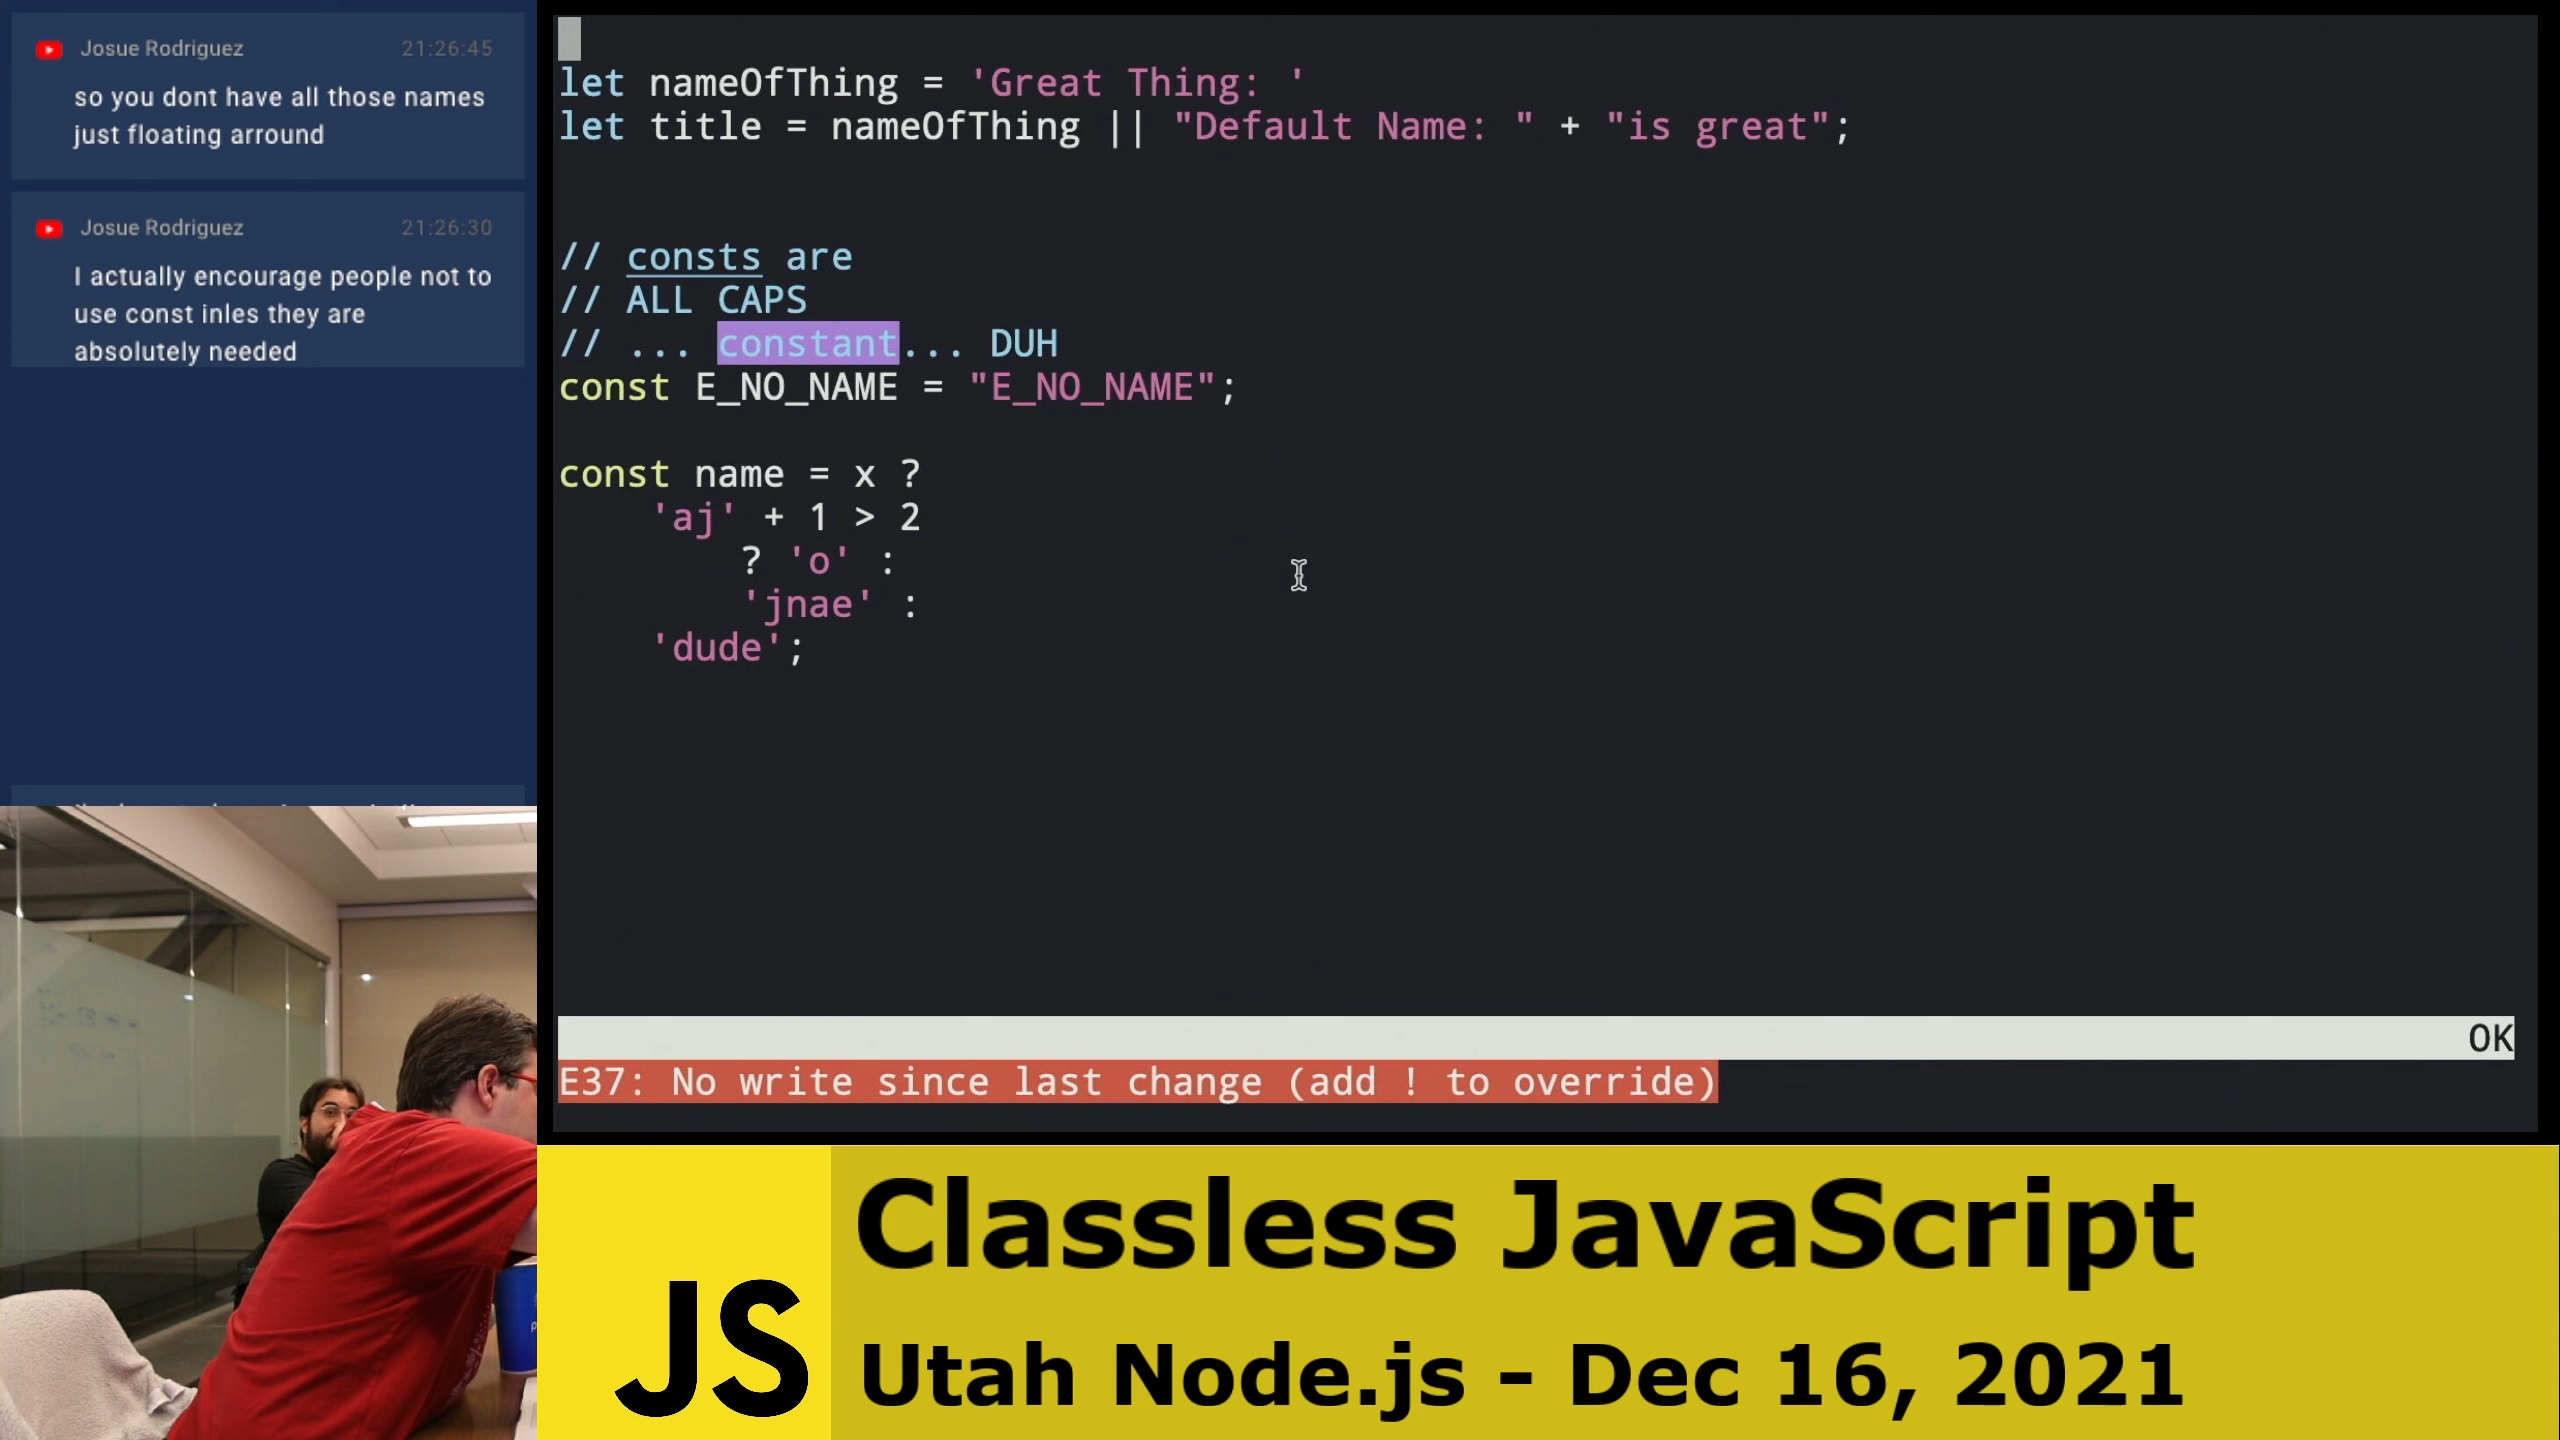 Josue Rodriguez 21:26:45
so you dont have all those names
just floating arround
Josue Rodriguez 21:26:30
I actually encourage people not to
use const inles they are
absolutely needed
let nameOfThing = 'Great Thing: '
let title = nameOfThing || "Default Name: " + "is great";
// consts are
// ALL CAPS
// ... constant... DUH
const E_NO_NAME = "E_NO_NAME";
const name = x ?
'aj' + 1 > 2
? 'o' :
'jnae' :
'dude';
OK
E37: No write since last change (add ! to override)
JS
Classless JavaScript
Utah Node.js - Dec 16, 2021